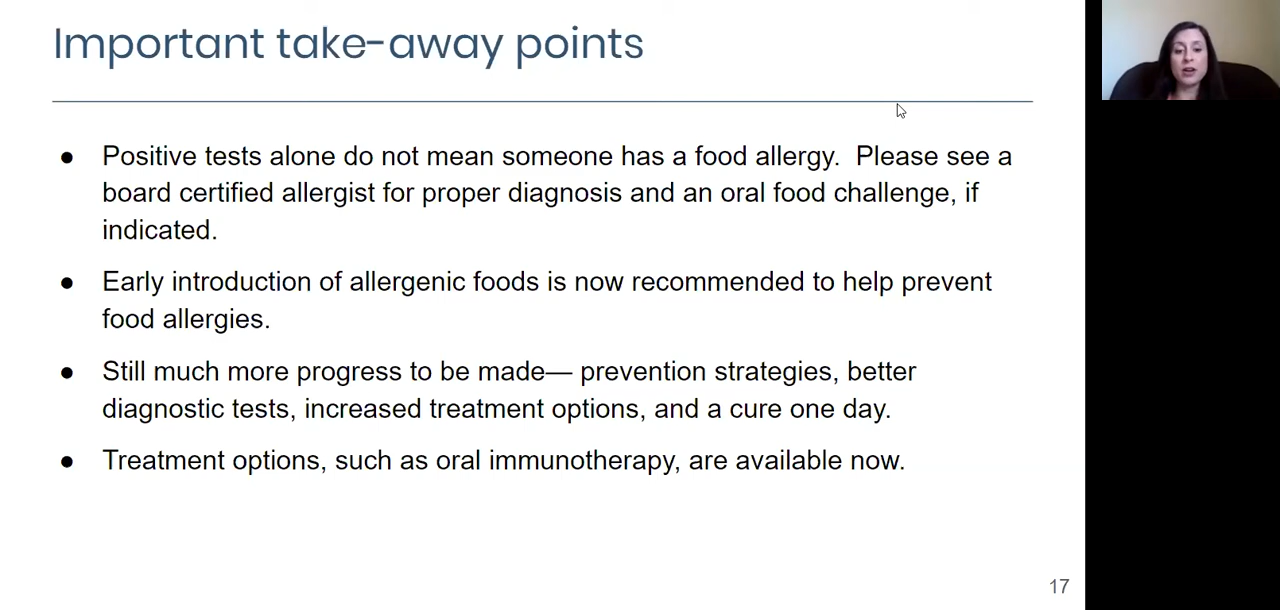 Important take-away points
● Positive tests alone do not mean someone has a food allergy.  Please see a
board certified allergist for proper diagnosis and an oral food challenge, if
indicated.
● Early introduction of allergenic foods is now recommended to help prevent
food allergies.
● Still much more progress to be made— prevention strategies, better
diagnostic tests, increased treatment options, and a cure one day.
● Treatment options, such as oral immunotherapy, are available now.
17